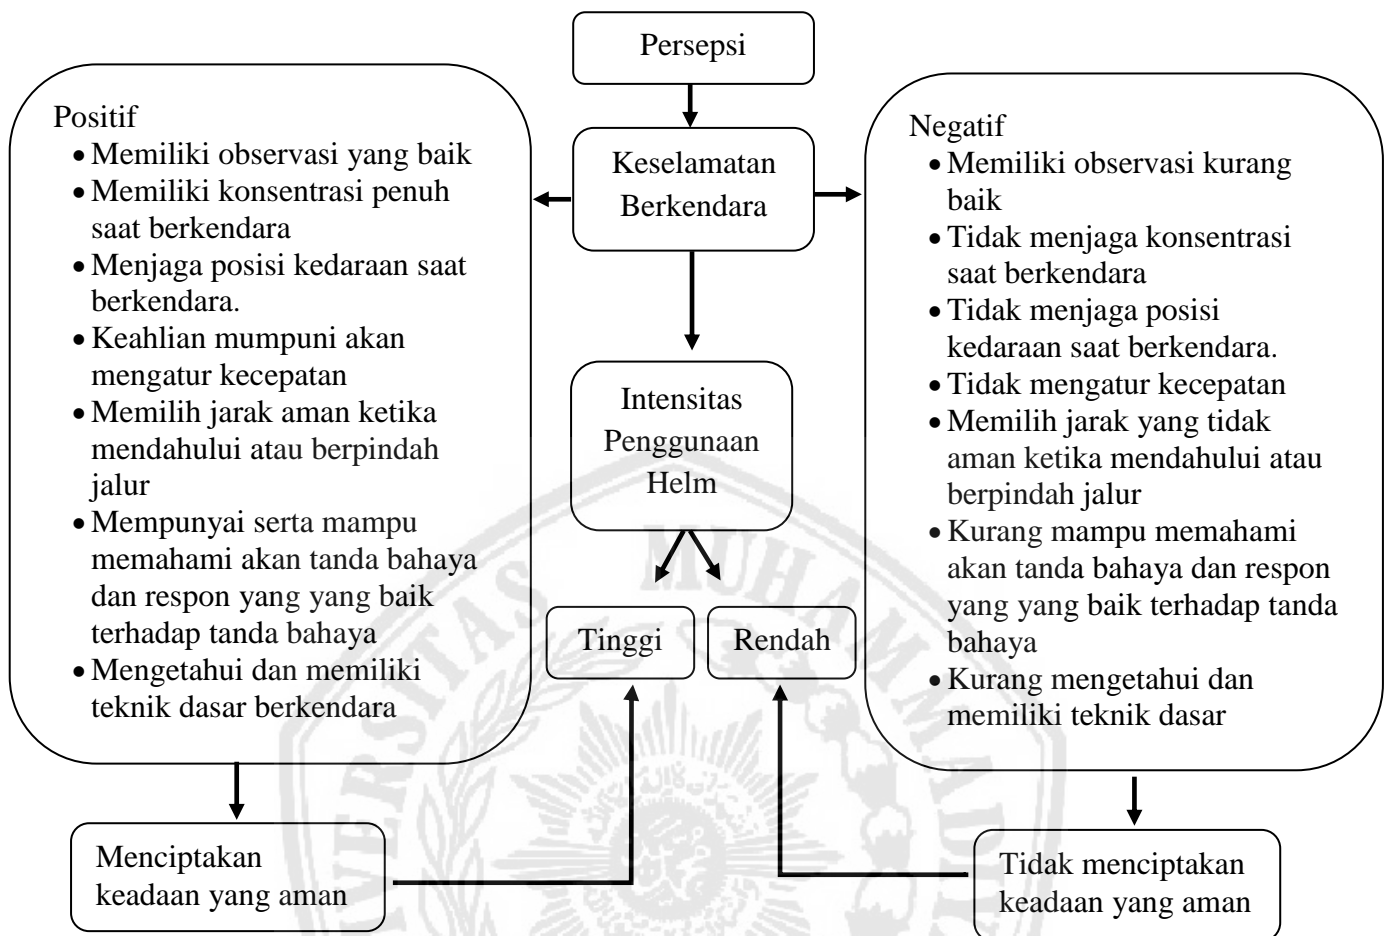 Persepsi
Keselamatan
Berkendara
Positif
• Memiliki observasi yang baik
• Memiliki konsentrasi penuh
saat berkendara
• Menjaga posisi kedaraan saat
berkendara.
• Keahlian mumpuni akan
mengatur kecepatan
• Memilih jarak aman ketika
mendahului atau berpindah
jalur
• Mempunyai serta mampu
memahami akan tanda bahaya
dan respon yang yang baik
terhadap tanda bahaya
• Mengetahui dan memiliki
teknik dasar berkendara
Negatif
• Memiliki observasi kurang
baik
• Tidak menjaga konsentrasi
saat berkendara
• Tidak menjaga posisi
kedaraan saat berkendara.
• Tidak mengatur kecepatan
• Memilih jarak yang tidak
aman ketika mendahului atau
berpindah jalur
• Kurang mampu memahami
akan tanda bahaya dan respon
yang yang baik terhadap tanda
bahaya
• Kurang mengetahui dan
memiliki teknik dasar
Intensitas
Penggunaan
Helm
Tinggi
Rendah
Menciptakan
keadaan yang aman
Tidak menciptakan
keadaan yang aman
VERSITAS MUHAMMADIY